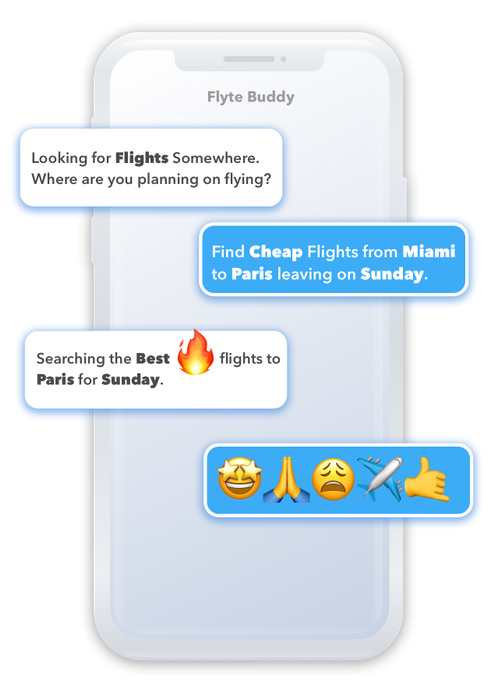 Flyte Buddy
Looking for Flights Somewhere.
Where are you planning on flying?
Find Cheap Flights from Miami
to Paris leaving on Sunday.
Searching the Best 🔥 flights to
Paris for Sunday.
🤩🙏😩✈️🤙